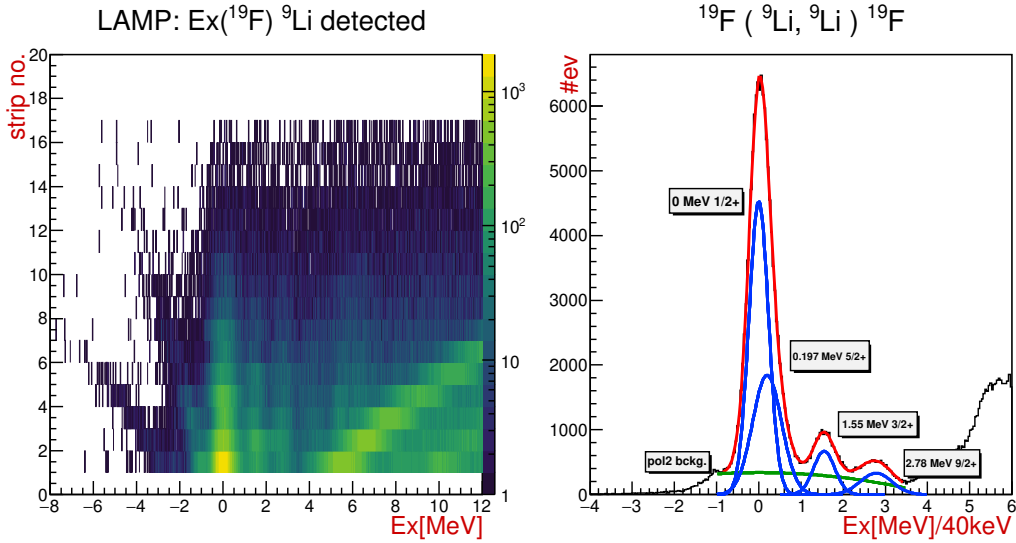 LAMP: Ex(¹⁹F) ⁹Li detected
strip no.
20
18
16
14
12
10
8
6
4
2
0
−8 −6 −4 −2 0 2 4 6 8 10 12
Ex[MeV]
10³
10²
10
1
¹⁹F ( ⁹Li, ⁹Li ) ¹⁹F
#ev
6000
5000
4000
3000
2000
1000
0
0 MeV 1/2+
0.197 MeV 5/2+
1.55 MeV 3/2+
pol2 bckg.
2.78 MeV 9/2+
−4 −3 −2 −1 0 1 2 3 4 5 6
Ex[MeV]/40keV